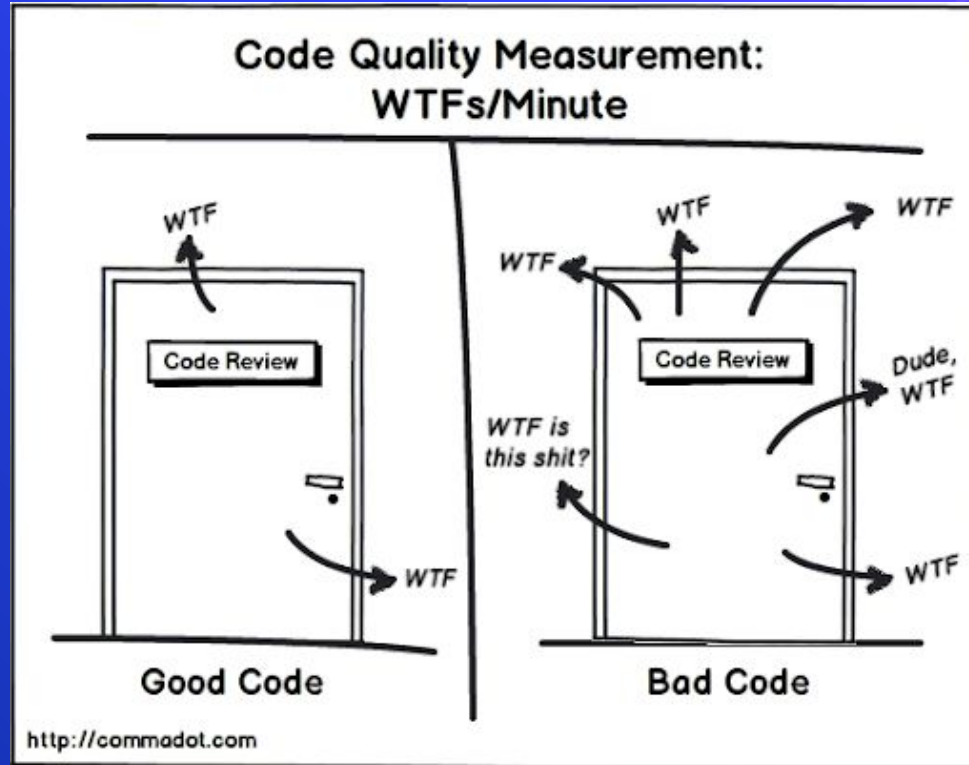 Code Quality Measurement:
WTFs/Minute
WTF
Code Review
WTF
Good Code
WTF
WTF
WTF
Code Review
Dude,
WTF
WTF is
this shit?
WTF
Bad Code
http://commadot.com